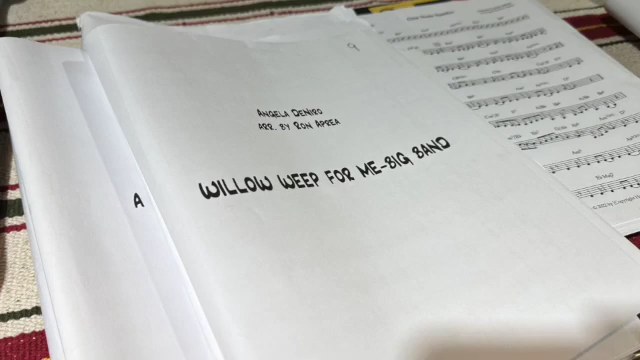 9
ANGELA DENIRO
ARR. BY RON APREA
WILLOW WEEP FOR ME-BIG BAND
A